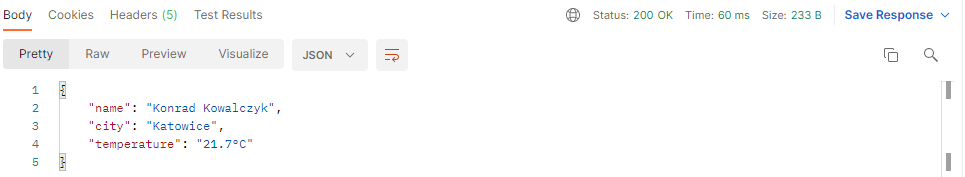 Body Cookies Headers (5) Test Results Status: 200 OK Time: 60 ms Size: 233 B Save Response
Pretty Raw Preview Visualize JSON
1 {
2 "name": "Konrad Kowalczyk",
3 "city": "Katowice",
4 "temperature": "21.7°C"
5 }